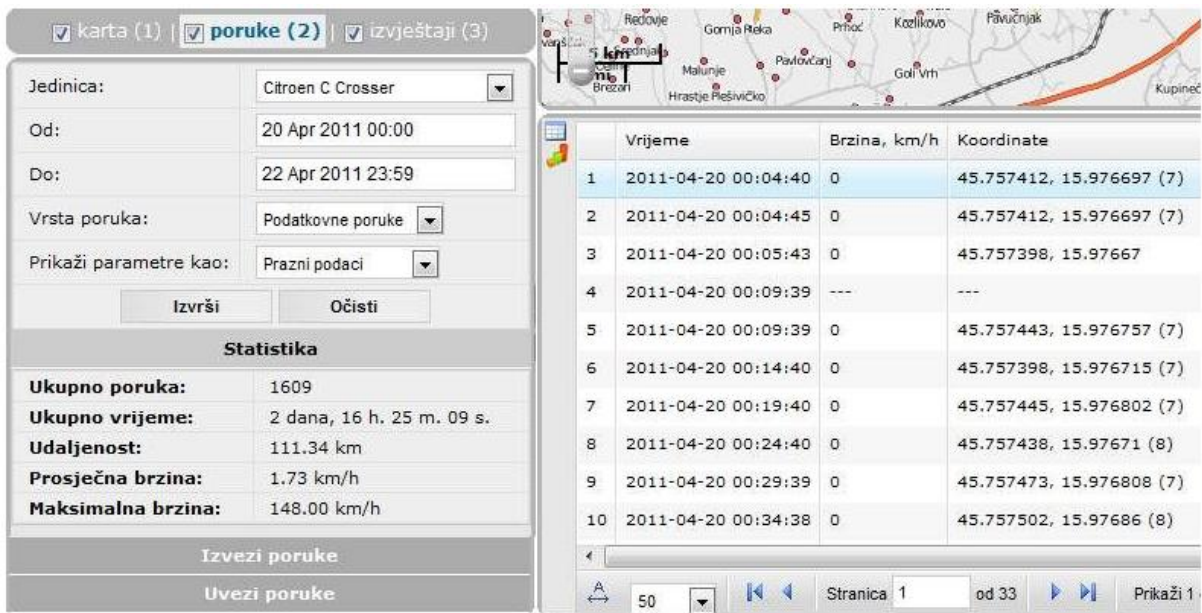 karta (1) | poruke (2) | izvještaji (3)
Jedinica: Citroen C Crosser
Od: 20 Apr 2011 00:00
Do: 22 Apr 2011 23:59
Vrsta poruka: Podatkovne poruke
Prikaži parametre kao: Prazni podaci
Izvrši Očisti
Statistika
Ukupno poruka: 1609
Ukupno vrijeme: 2 dana, 16 h. 25 m. 09 s.
Udaljenost: 111.34 km
Prosječna brzina: 1.73 km/h
Maksimalna brzina: 148.00 km/h
Izvezi poruke
Uvezi poruke
Redovje
Gornja Reka
Prhoć
Kozlikovo
Pavučnjak
5 km
mi
Brezari
Malunje
Pavlovčani
Goli Vrh
Hrastje Plešivičko
Kupineč
Vrijeme Brzina, km/h Koordinate
1 2011-04-20 00:04:40 0 45.757412, 15.976697 (7)
2 2011-04-20 00:04:45 0 45.757412, 15.976697 (7)
3 2011-04-20 00:05:43 0 45.757398, 15.97667
4 2011-04-20 00:09:39 --- ---
5 2011-04-20 00:09:39 0 45.757443, 15.976757 (7)
6 2011-04-20 00:14:40 0 45.757398, 15.976715 (7)
7 2011-04-20 00:19:40 0 45.757445, 15.976802 (7)
8 2011-04-20 00:24:40 0 45.757438, 15.97671 (8)
9 2011-04-20 00:29:39 0 45.757473, 15.976808 (7)
10 2011-04-20 00:34:38 0 45.757502, 15.97686 (8)
A 50 Stranica 1 od 33 Prikaži 1